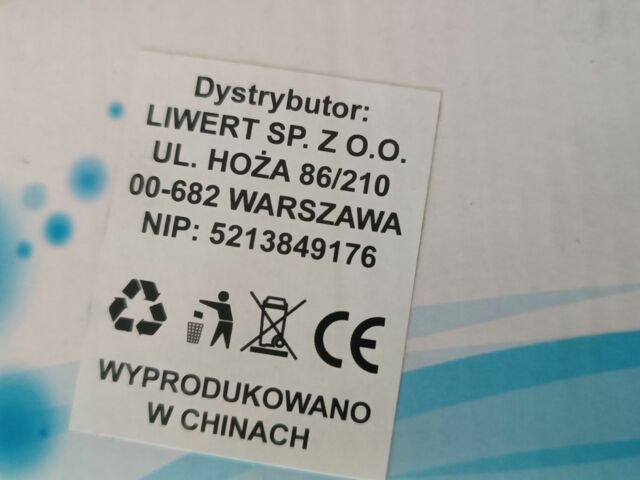 Dystrybutor:
LIWERT SP. Z O.O.
UL. HOŻA 86/210
00-682 WARSZAWA
NIP: 5213849176
CE
WYPRODUKOWANO
W CHINACH